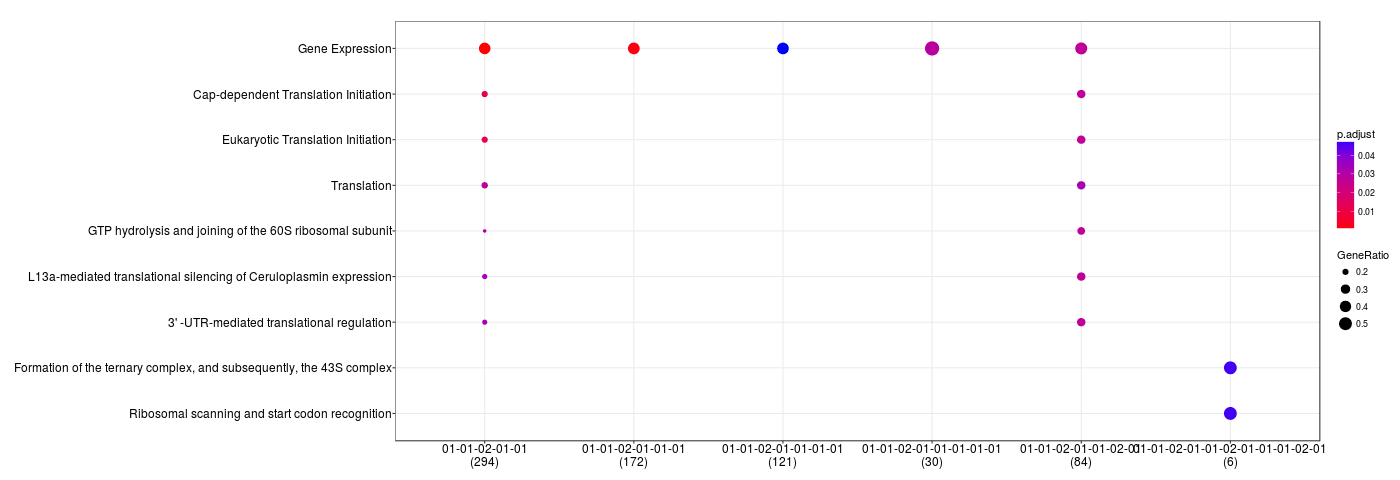 Gene Expression
Cap-dependent Translation Initiation
Eukaryotic Translation Initiation
Translation
GTP hydrolysis and joining of the 60S ribosomal subunit
L13a-mediated translational silencing of Ceruloplasmin expression
3' -UTR-mediated translational regulation
Formation of the ternary complex, and subsequently, the 43S complex
Ribosomal scanning and start codon recognition
01-01-02-01-01
(294)
01-01-02-01-01-01
(172)
01-01-02-01-01-01-01
(121)
01-01-02-01-01-01-01-01
(30)
01-01-02-01-01-02-01
(84)
01-01-02-01-01-02-01-01-02-01
(6)
p.adjust
0.04
0.03
0.02
0.01
GeneRatio
0.2
0.3
0.4
0.5